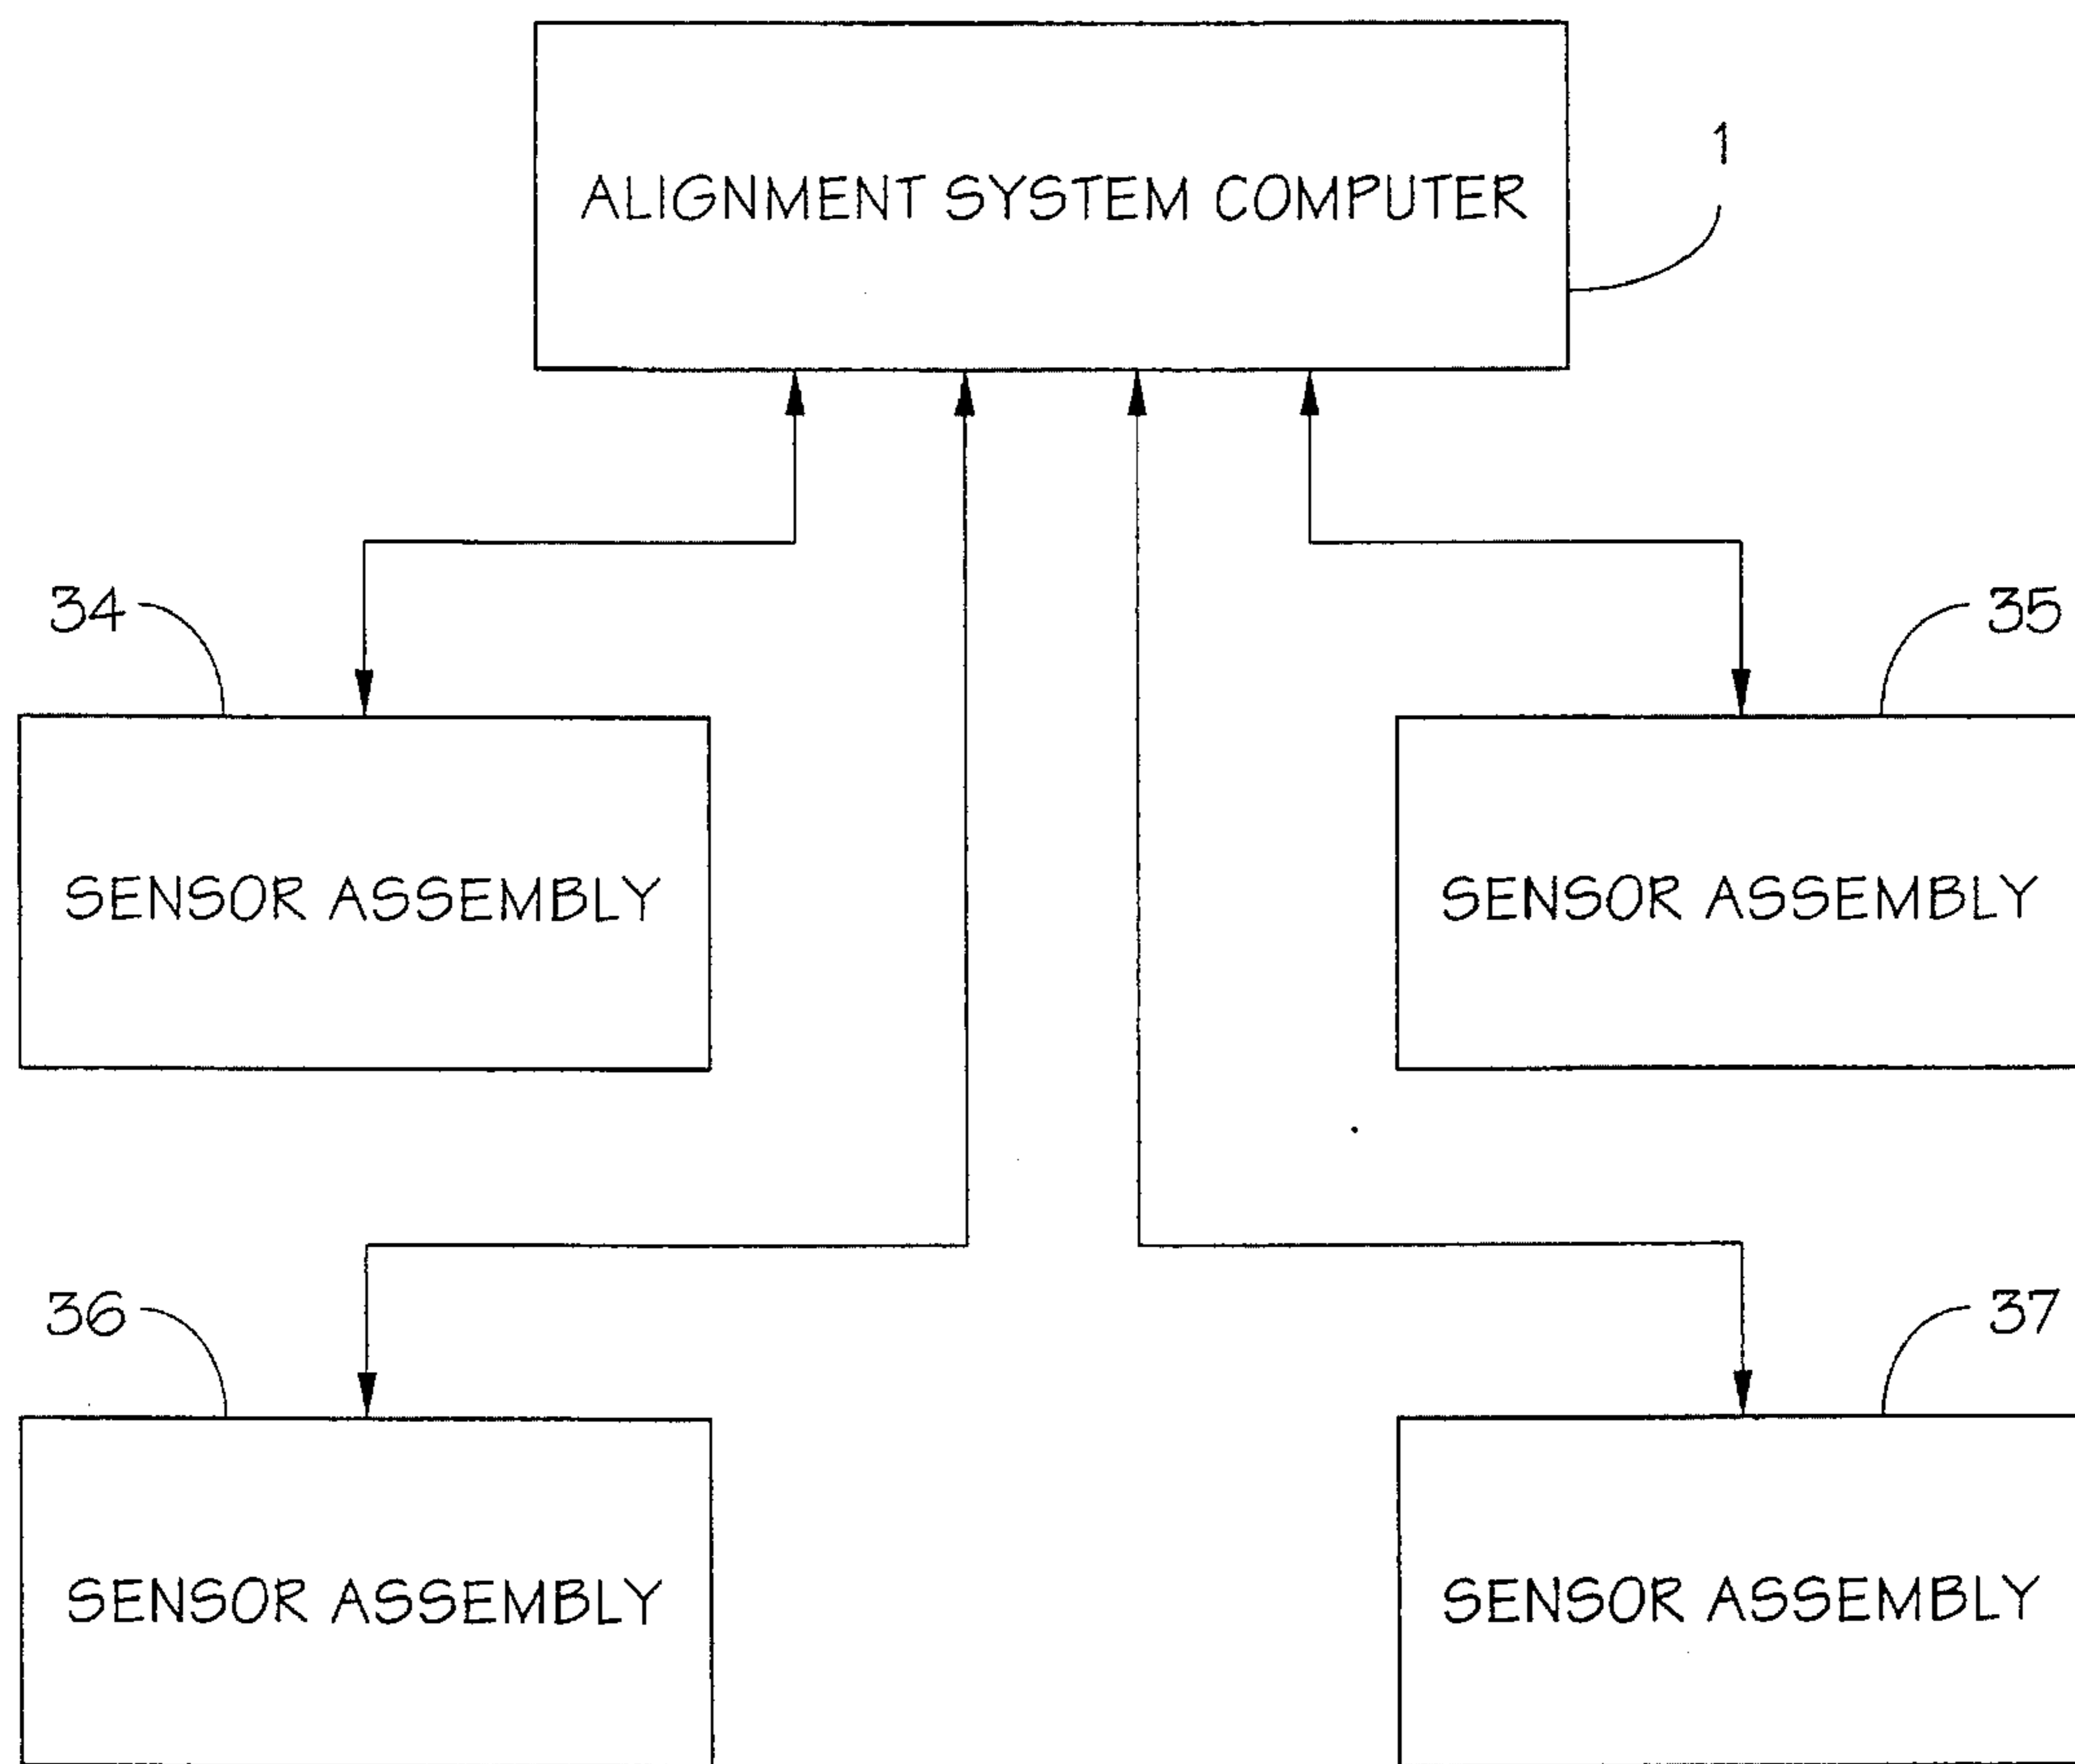 ALIGNMENT SYSTEM COMPUTER
1
34
35
SENSOR ASSEMBLY
SENSOR ASSEMBLY
36
37
SENSOR ASSEMBLY
SENSOR ASSEMBLY